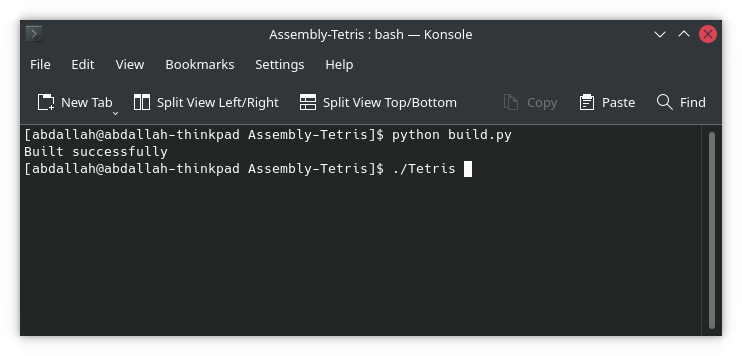 Assembly-Tetris : bash — Konsole
File Edit View Bookmarks Settings Help
New Tab Split View Left/Right Split View Top/Bottom Copy Paste Find
[abdallah@abdallah-thinkpad Assembly-Tetris]$ python build.py
Built successfully
[abdallah@abdallah-thinkpad Assembly-Tetris]$ ./Tetris